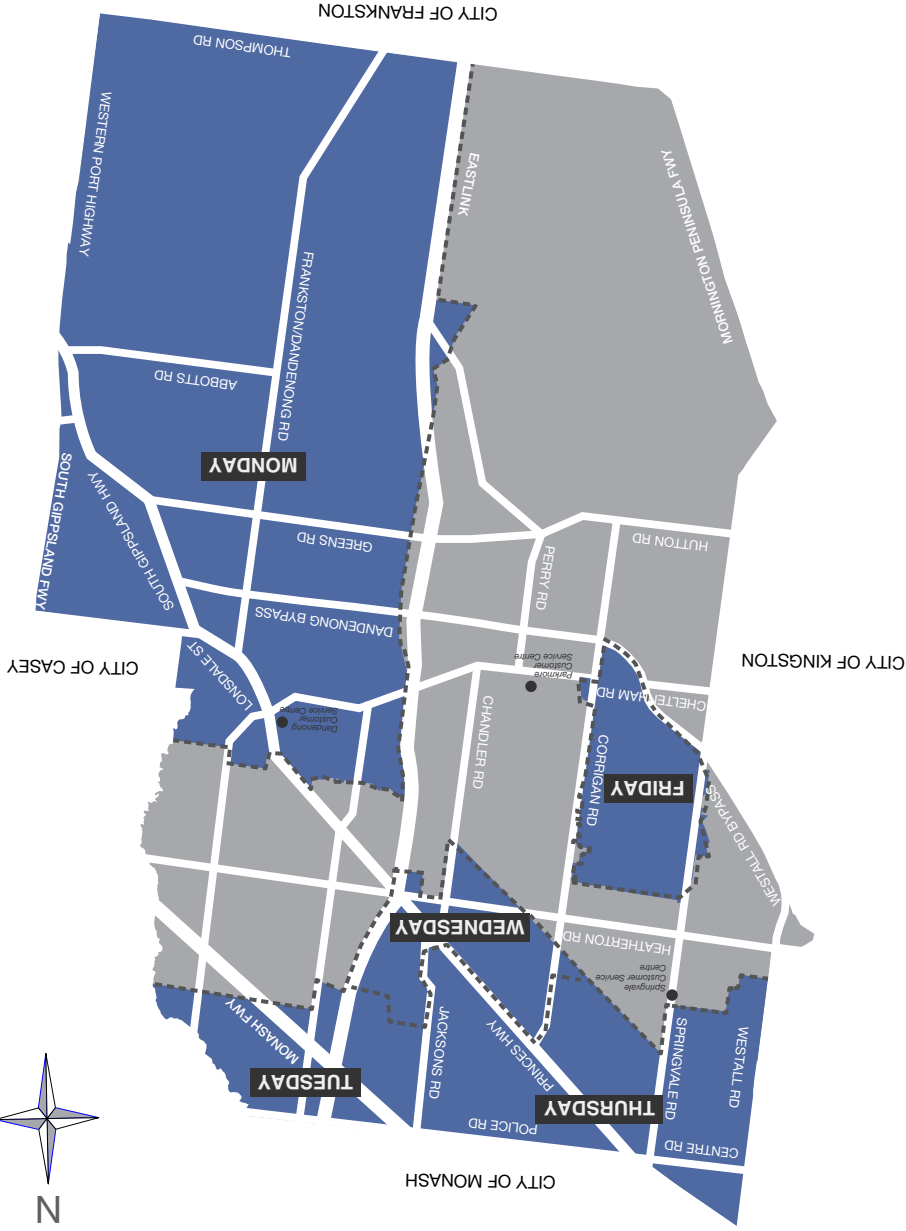 CITY OF FRANKSTON
THOMPSON RD
WESTERN PORT HIGHWAY
EASTLINK
MORNINGTON PENINSULA FWY
FRANKSTON/DANDENONG RD
ABBOTTS RD
MONDAY
SOUTH GIPPSLAND FWY
SOUTH GIPPSLAND HWY
GREENS RD
HUTTON RD
PERRY RD
DANDENONG BYPASS
CITY OF CASEY
LONSDALE ST
CITY OF KINGSTON
Parkmore
Customer
Service Centre
CHELTENHAM RD
Dandenong
Customer
Service Centre
CHANDLER RD
CORRIGAN RD
FRIDAY
WESTALL RD BYPASS
WEDNESDAY
HEATHERTON RD
Springvale
Customer Service
Centre
MONASH FWY
JACKSONS RD
PRINCES HWY
SPRINGVALE RD
WESTALL RD
TUESDAY
THURSDAY
POLICE RD
CENTRE RD
CITY OF MONASH
N